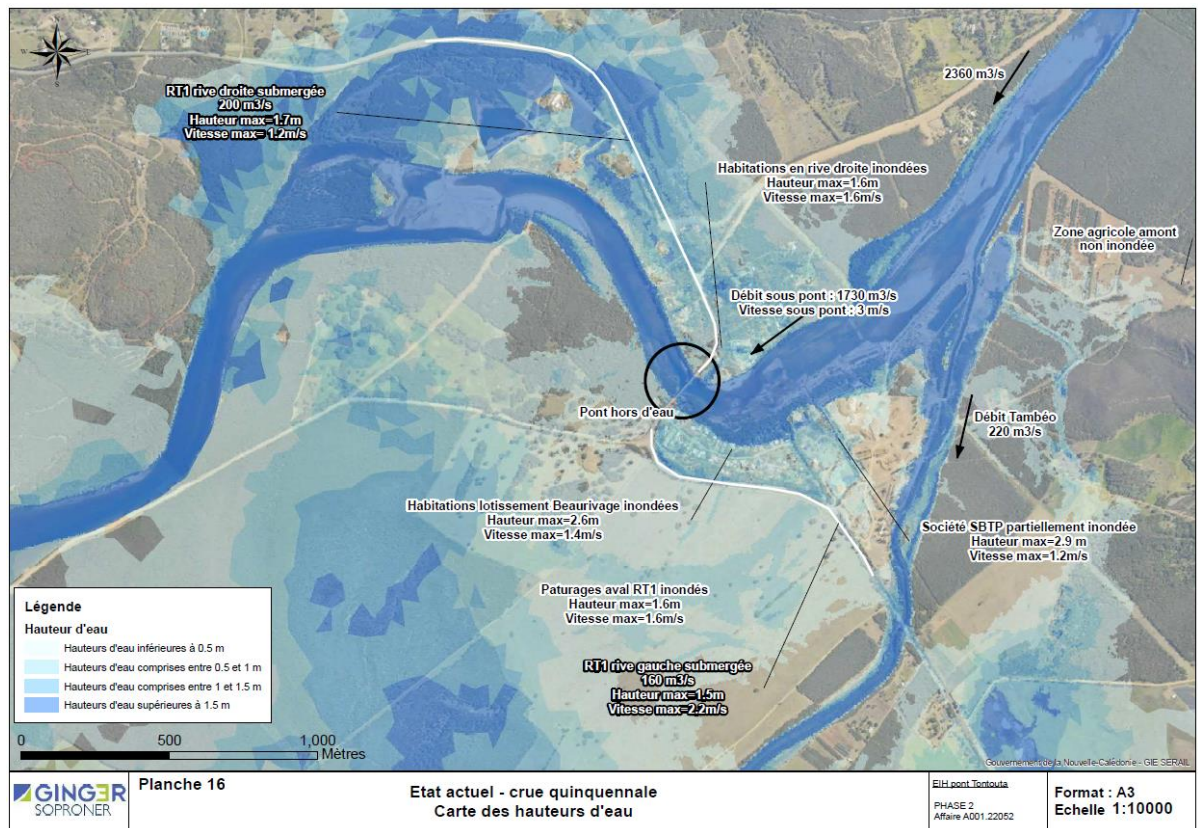 N
W
E
S
RT1 rive droite submergée
200 m3/s
Hauteur max=1.7m
Vitesse max= 1.2m/s
2360 m3/s
Habitations en rive droite inondées
Hauteur max=1.6m
Vitesse max=1.6m/s
Zone agricole amont
non inondée
Débit sous pont : 1730 m3/s
Vitesse sous pont : 3 m/s
Pont hors d'eau
Débit Tambéo
220 m3/s
Habitations lotissement Beaurivage inondées
Hauteur max=2.6m
Vitesse max=1.4m/s
Société SBTP partiellement inondée
Hauteur max=2.9 m
Vitesse max=1.2m/s
Paturages aval RT1 inondés
Hauteur max=1.6m
Vitesse max=1.6m/s
RT1 rive gauche submergée
160 m3/s
Hauteur max=1.5m
Vitesse max=2.2m/s
Légende
Hauteur d'eau
Hauteurs d'eau inférieures à 0.5 m
Hauteurs d'eau comprises entre 0.5 et 1 m
Hauteurs d'eau comprises entre 1 et 1.5 m
Hauteurs d'eau supérieures à 1.5 m
0 500 1,000
Mètres
Gouvernement de la Nouvelle-Calédonie - GIE SERAIL
GINGER
SOPRONER
Planche 16
Etat actuel - crue quinquennale
Carte des hauteurs d'eau
EIH pont Tontouta
PHASE 2
Affaire A001.22052
Format : A3
Echelle 1:10000